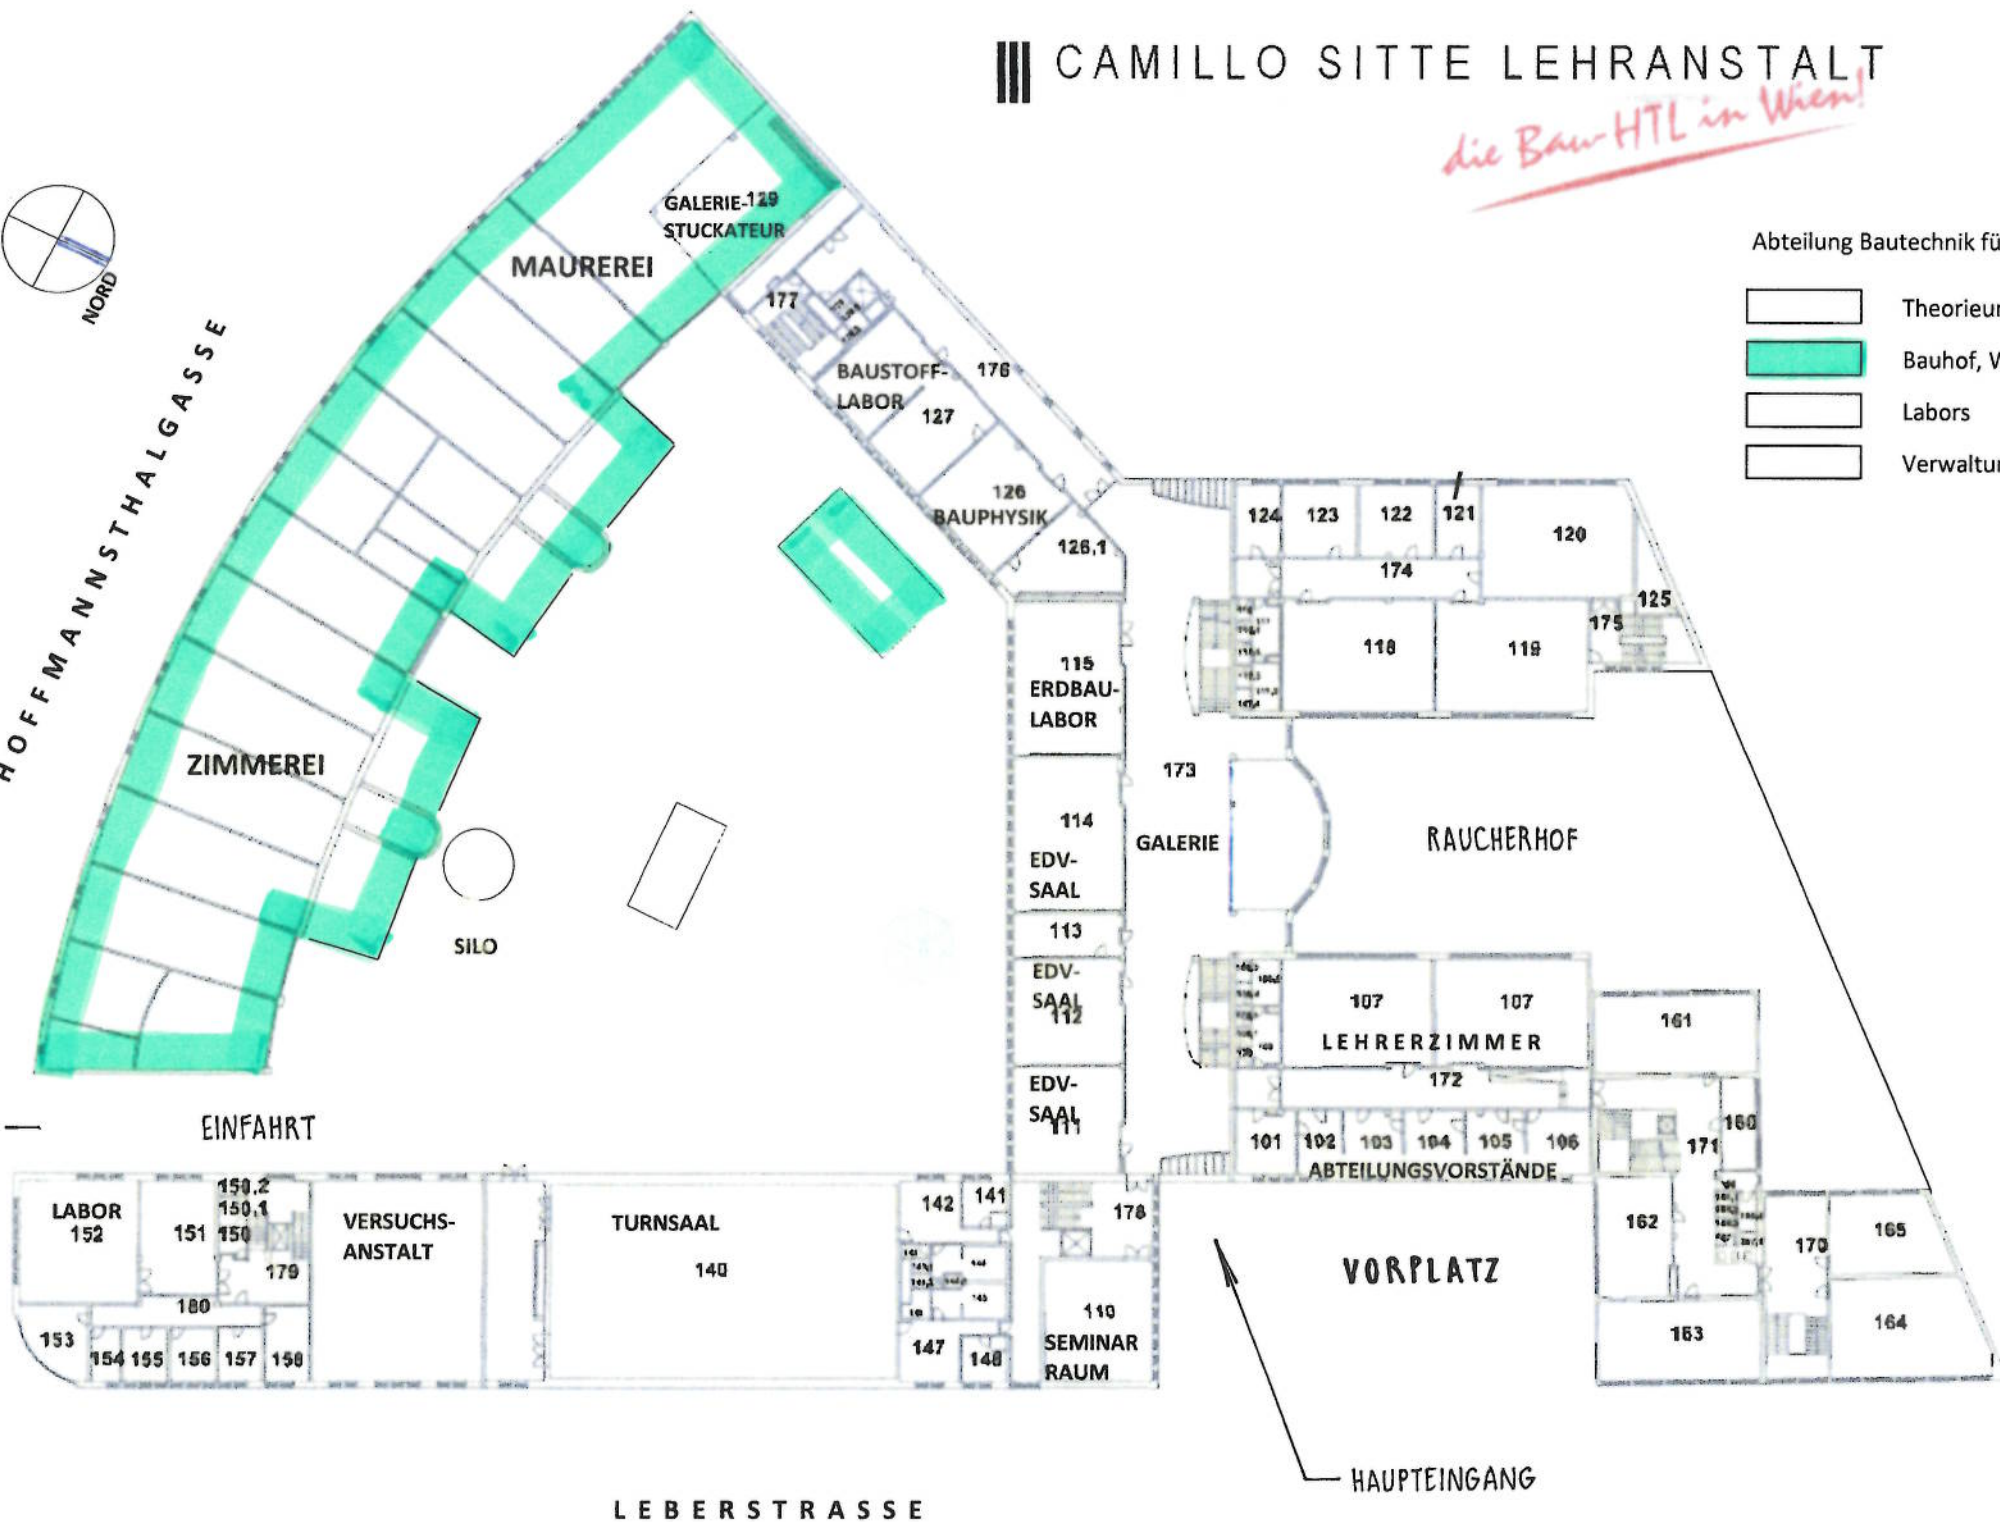 CAMILLO SITTE LEHRANSTALT
die Bau-HTL in Wien!
NORD
HOFFMANNSTHALGASSE
Abteilung Bautechnik fü
Theorieu
Bauhof, W
Labors
Verwaltu
GALERIE-129
STUCKATEUR
MAUREREI
177
176
BAUSTOFF-
LABOR
127
126
BAUPHYSIK
126,1
124
123
122
121
120
174
125
175
118
119
115
ERDBAU-
LABOR
173
114
GALERIE
EDV-
SAAL
RAUCHERHOF
ZIMMEREI
SILO
113
EDV-
SAAL
112
107
107
LEHRERZIMMER
161
172
EDV-
SAAL
111
EINFAHRT
101
102
103
104
105
106
ABTEILUNGSVORSTÄNDE
160
171
LABOR
152
151
150,2
150,1
150
179
VERSUCHS-
ANSTALT
TURNSAAL
140
142
141
178
162
165
170
VORPLATZ
180
153
154
155
156
157
158
147
148
110
SEMINAR
RAUM
163
164
HAUPTEINGANG
LEBERSTRASSE